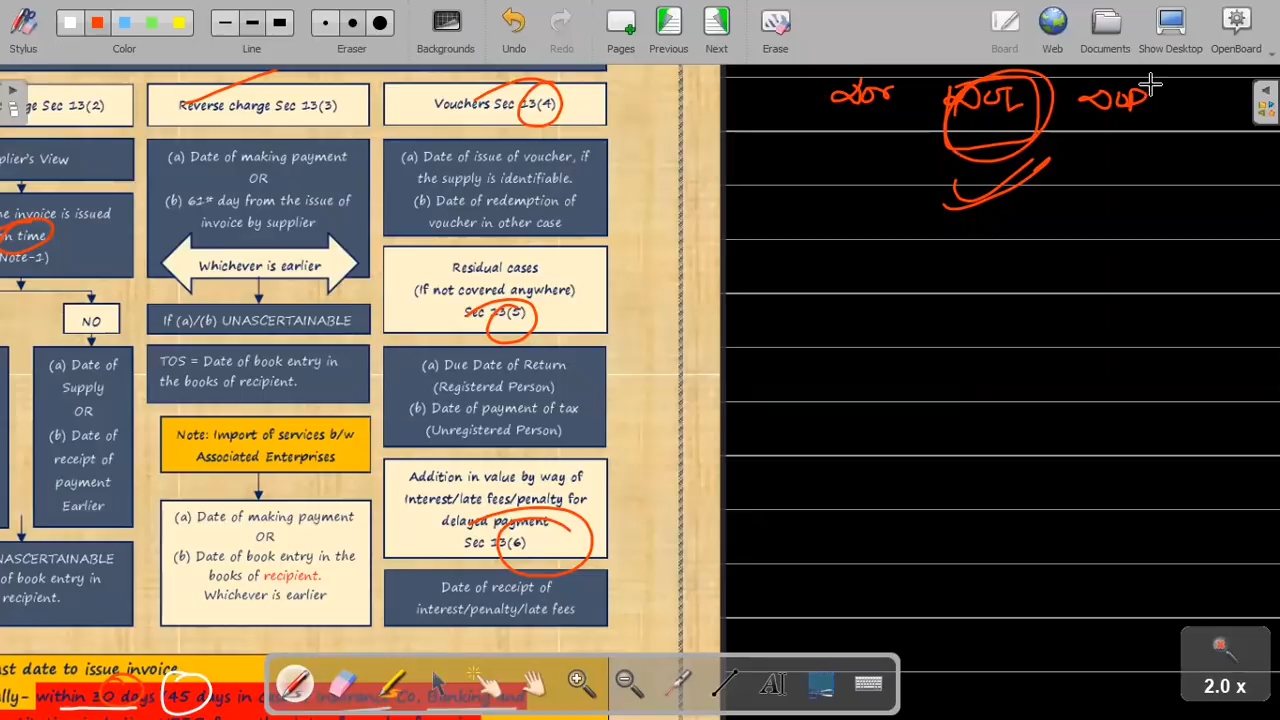 Stylus Color Line Eraser Backgrounds Undo Redo Pages Previous Next Erase Board Web Documents Show Desktop OpenBoard
ge Sec 13(2)
plier's View
e invoice is issued
n time
Note-1)
NO
(a) Date of
Supply
OR
(b) Date of
receipt of
payment
Earlier
NASCERTAINABLE
of book entry in
recipient.
Reverse charge Sec 13(3)
(a) Date of making payment
OR
(b) 61st day from the issue of
invoice by supplier
Whichever is earlier
If (a)/(b) UNASCERTAINABLE
TOS = Date of book entry in
the books of recipient.
Note: Import of services b/w
Associated Enterprises
(a) Date of making payment
OR
(b) Date of book entry in the
books of recipient.
Whichever is earlier
Vouchers Sec 13(4)
(a) Date of issue of voucher, if
the supply is identifiable.
(b) Date of redemption of
voucher in other case
Residual cases
(If not covered anywhere)
Sec 13(5)
(a) Due Date of Return
(Registered Person)
(b) Date of payment of tax
(Unregistered Person)
Addition in value by way of
Interest/late fees/penalty for
delayed payment
Sec 13(6)
Date of receipt of
interest/penalty/late fees
ast date to issue invoice
ally- within 30 days (45 days in case Insurance Co, Banking and
2.0 x